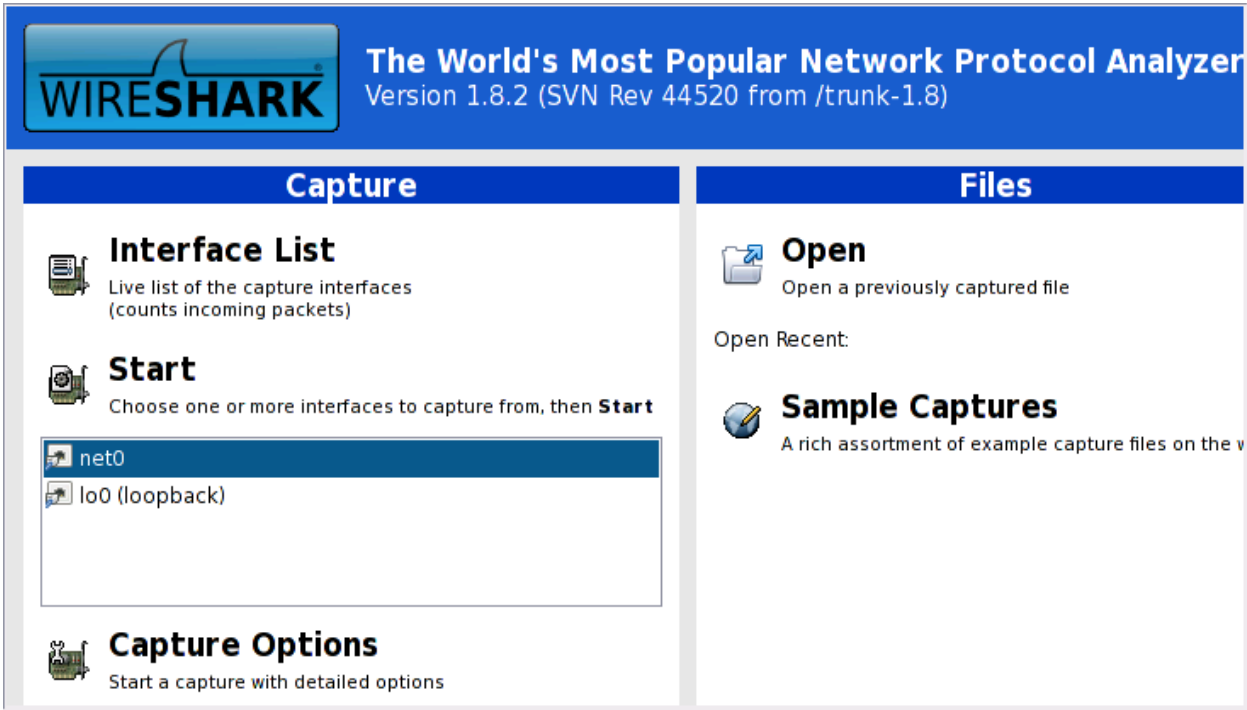 WIRESHARK
The World's Most Popular Network Protocol Analyzer
Version 1.8.2 (SVN Rev 44520 from /trunk-1.8)
Capture
Interface List
Live list of the capture interfaces
(counts incoming packets)
Start
Choose one or more interfaces to capture from, then Start
net0
lo0 (loopback)
Capture Options
Start a capture with detailed options
Files
Open
Open a previously captured file
Open Recent:
Sample Captures
A rich assortment of example capture files on the